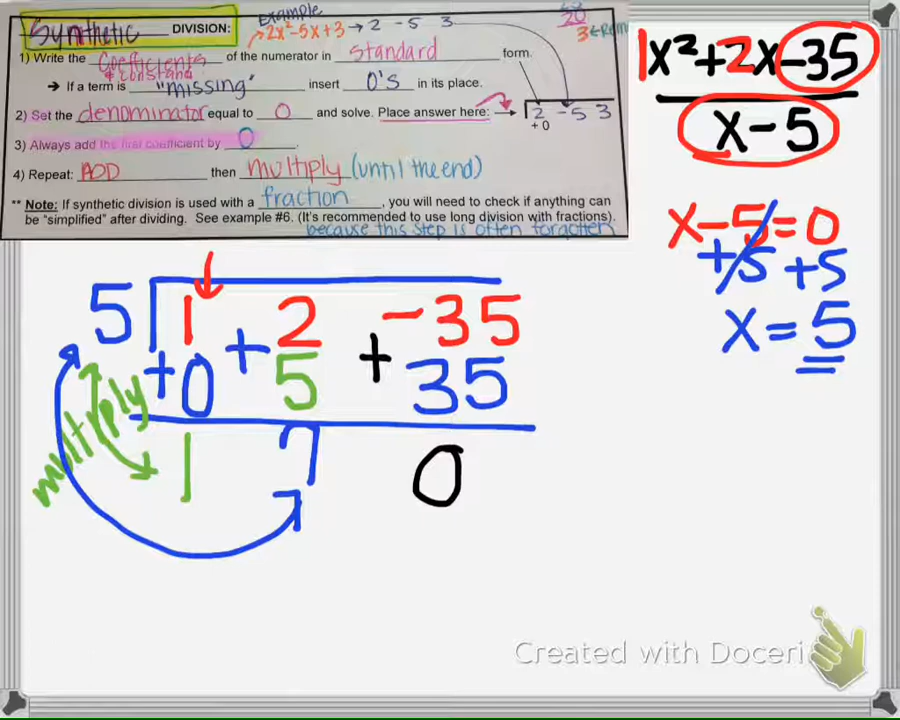 Synthetic DIVISION:
Example
2x²-5x+3 → 2 -5 3
20
3 ← Rem
1) Write the Coefficients & constand of the numerator in standard form.
→ If a term is "missing" insert 0's in its place.
2) Set the denominator equal to 0 and solve. Place answer here: →
2 -5 3
+0
3) Always add the first coefficient by 0.
4) Repeat: ADD then multiply (until the end)
** Note: If synthetic division is used with a fraction, you will need to check if anything can
be "simplified" after dividing. See example #6. (It's recommended to use long division with fractions).
because this step is often forgotten
1x²+2x-35
x-5
x-5=0
+5 +5
x=5
5 1 2 -35
+0 +5 +35
multiply
1 7 0
Created with Doceri